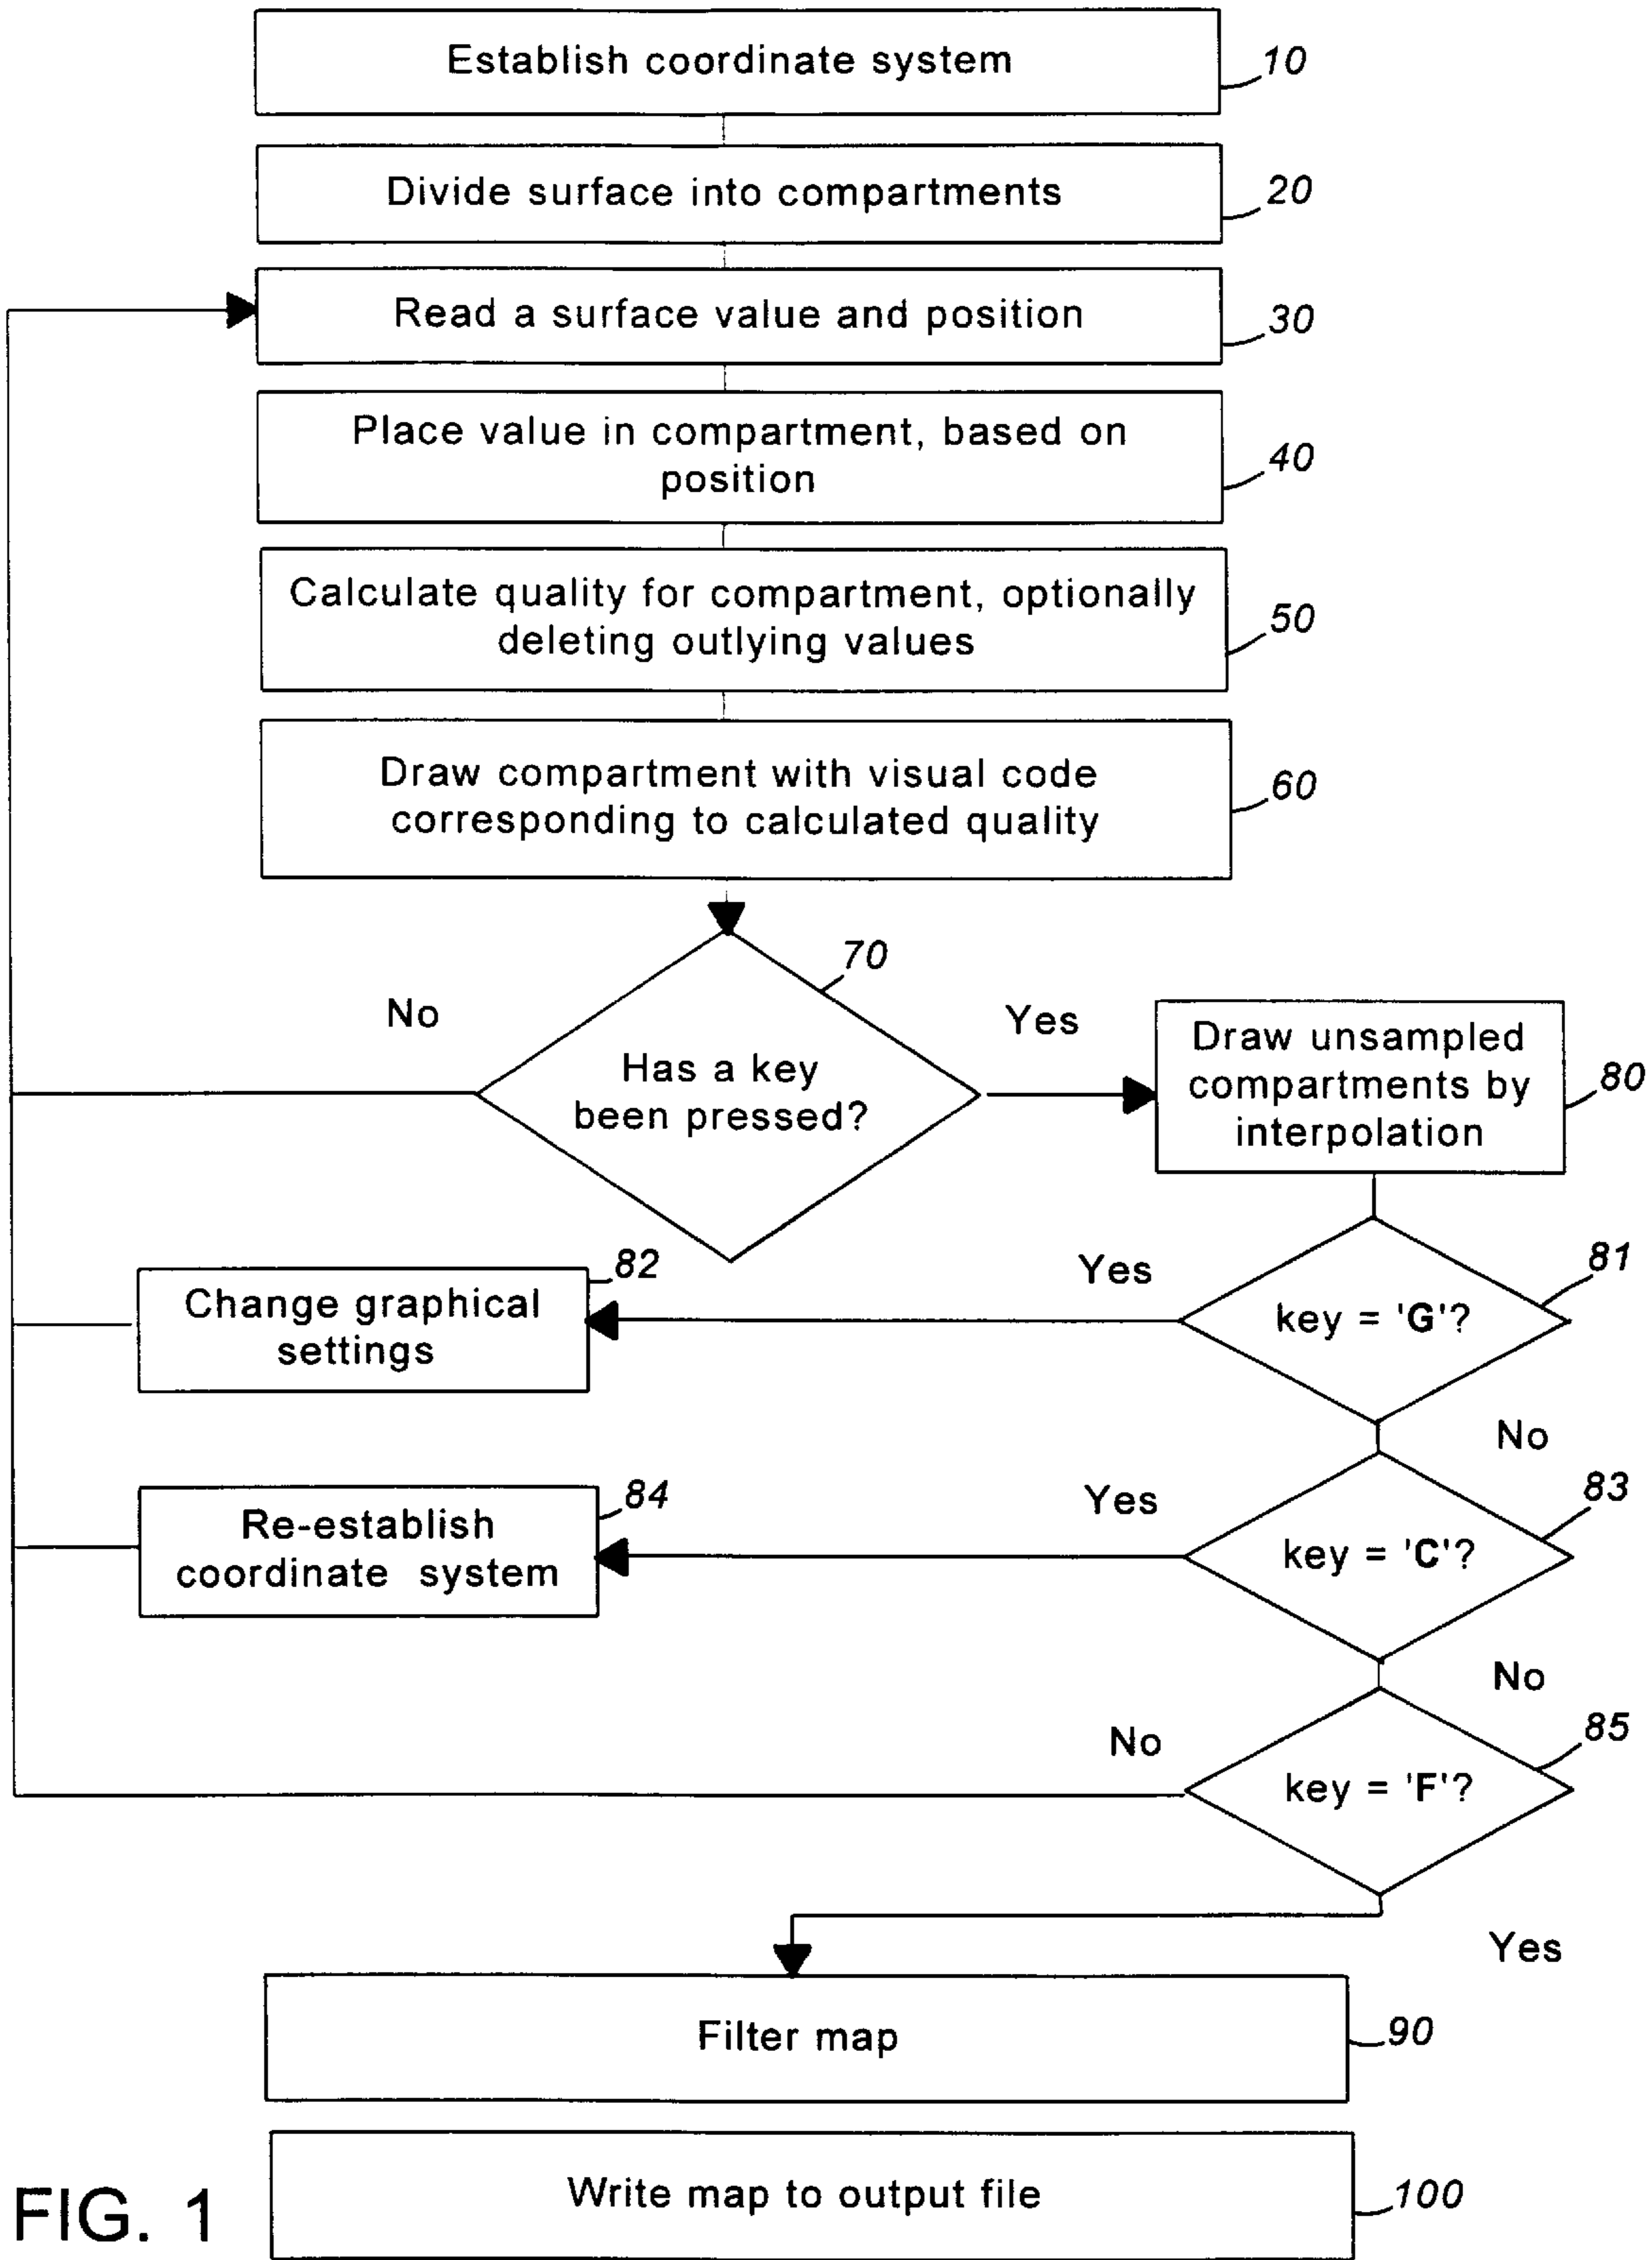 Establish coordinate system
10
Divide surface into compartments
20
Read a surface value and position
30
Place value in compartment, based on
position
40
Calculate quality for compartment, optionally
deleting outlying values
50
Draw compartment with visual code
corresponding to calculated quality
60
70
No
Has a key
been pressed?
Yes
Draw unsampled
compartments by
interpolation
80
81
key = 'G'?
Yes
82
Change graphical
settings
No
83
key = 'C'?
Yes
84
Re-establish
coordinate system
No
85
key = 'F'?
No
Yes
Filter map
90
Write map to output file
100
FIG. 1